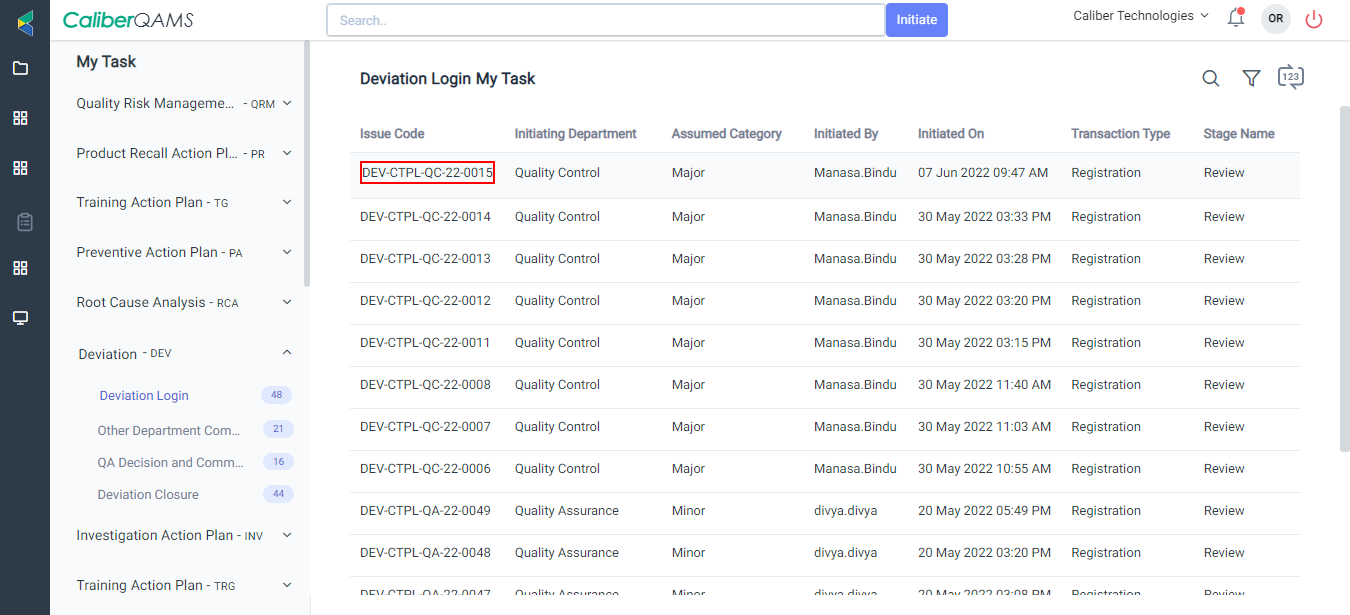 CaliberQAMS
Search..
Initiate
Caliber Technologies
OR
My Task
Quality Risk Manageme... - QRM
Product Recall Action Pl... - PR
Training Action Plan - TG
Preventive Action Plan - PA
Root Cause Analysis - RCA
Deviation - DEV
Deviation Login 48
Other Department Com... 21
QA Decision and Comm... 16
Deviation Closure 44
Investigation Action Plan - INV
Training Action Plan - TRG
Deviation Login My Task
123
Issue Code Initiating Department Assumed Category Initiated By Initiated On Transaction Type Stage Name
DEV-CTPL-QC-22-0015 Quality Control Major Manasa.Bindu 07 Jun 2022 09:47 AM Registration Review
DEV-CTPL-QC-22-0014 Quality Control Major Manasa.Bindu 30 May 2022 03:33 PM Registration Review
DEV-CTPL-QC-22-0013 Quality Control Major Manasa.Bindu 30 May 2022 03:28 PM Registration Review
DEV-CTPL-QC-22-0012 Quality Control Major Manasa.Bindu 30 May 2022 03:20 PM Registration Review
DEV-CTPL-QC-22-0011 Quality Control Major Manasa.Bindu 30 May 2022 03:15 PM Registration Review
DEV-CTPL-QC-22-0008 Quality Control Major Manasa.Bindu 30 May 2022 11:40 AM Registration Review
DEV-CTPL-QC-22-0007 Quality Control Major Manasa.Bindu 30 May 2022 11:03 AM Registration Review
DEV-CTPL-QC-22-0006 Quality Control Major Manasa.Bindu 30 May 2022 10:55 AM Registration Review
DEV-CTPL-QA-22-0049 Quality Assurance Minor divya.divya 20 May 2022 05:49 PM Registration Review
DEV-CTPL-QA-22-0048 Quality Assurance Minor divya.divya 20 May 2022 03:20 PM Registration Review
DEV-CTPL-QA-22-0047 Quality Assurance Minor divya.divya 20 May 2022 03:08 PM Registration Review